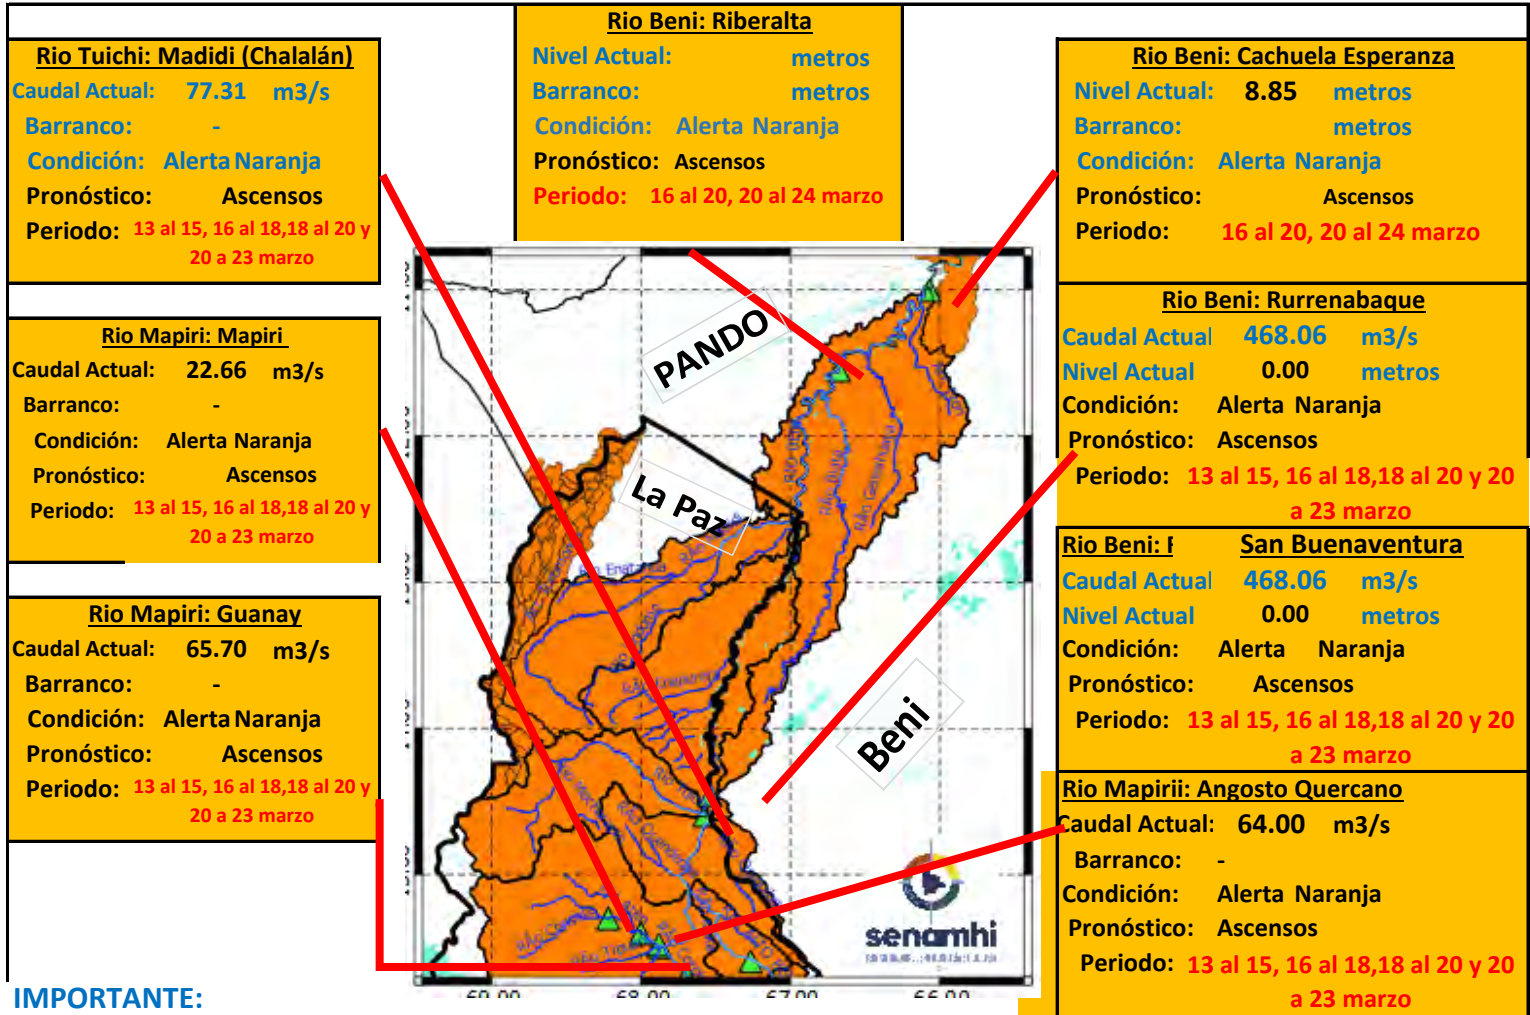 Rio Tuichi: Madidi (Chalalán)
Caudal Actual: 77.31 m3/s
Barranco: -
Condición: Alerta Naranja
Pronóstico: Ascensos
Periodo: 13 al 15, 16 al 18,18 al 20 y
20 a 23 marzo
Rio Mapiri: Mapiri
Caudal Actual: 22.66 m3/s
Barranco: -
Condición: Alerta Naranja
Pronóstico: Ascensos
Periodo: 13 al 15, 16 al 18,18 al 20 y
20 a 23 marzo
Rio Mapiri: Guanay
Caudal Actual: 65.70 m3/s
Barranco: -
Condición: Alerta Naranja
Pronóstico: Ascensos
Periodo: 13 al 15, 16 al 18,18 al 20 y
20 a 23 marzo
IMPORTANTE:
Rio Beni: Riberalta
Nivel Actual: metros
Barranco: metros
Condición: Alerta Naranja
Pronóstico: Ascensos
Periodo: 16 al 20, 20 al 24 marzo
PANDO
La Paz
Beni
senamhi
Rio Beni: Cachuela Esperanza
Nivel Actual: 8.85 metros
Barranco: metros
Condición: Alerta Naranja
Pronóstico: Ascensos
Periodo: 16 al 20, 20 al 24 marzo
Rio Beni: Rurrenabaque
Caudal Actual 468.06 m3/s
Nivel Actual 0.00 metros
Condición: Alerta Naranja
Pronóstico: Ascensos
Periodo: 13 al 15, 16 al 18,18 al 20 y 20
a 23 marzo
Rio Beni: San Buenaventura
Caudal Actual 468.06 m3/s
Nivel Actual 0.00 metros
Condición: Alerta Naranja
Pronóstico: Ascensos
Periodo: 13 al 15, 16 al 18,18 al 20 y 20
a 23 marzo
Rio Mapirii: Angosto Quercano
Caudal Actual: 64.00 m3/s
Barranco: -
Condición: Alerta Naranja
Pronóstico: Ascensos
Periodo: 13 al 15, 16 al 18,18 al 20 y 20
a 23 marzo